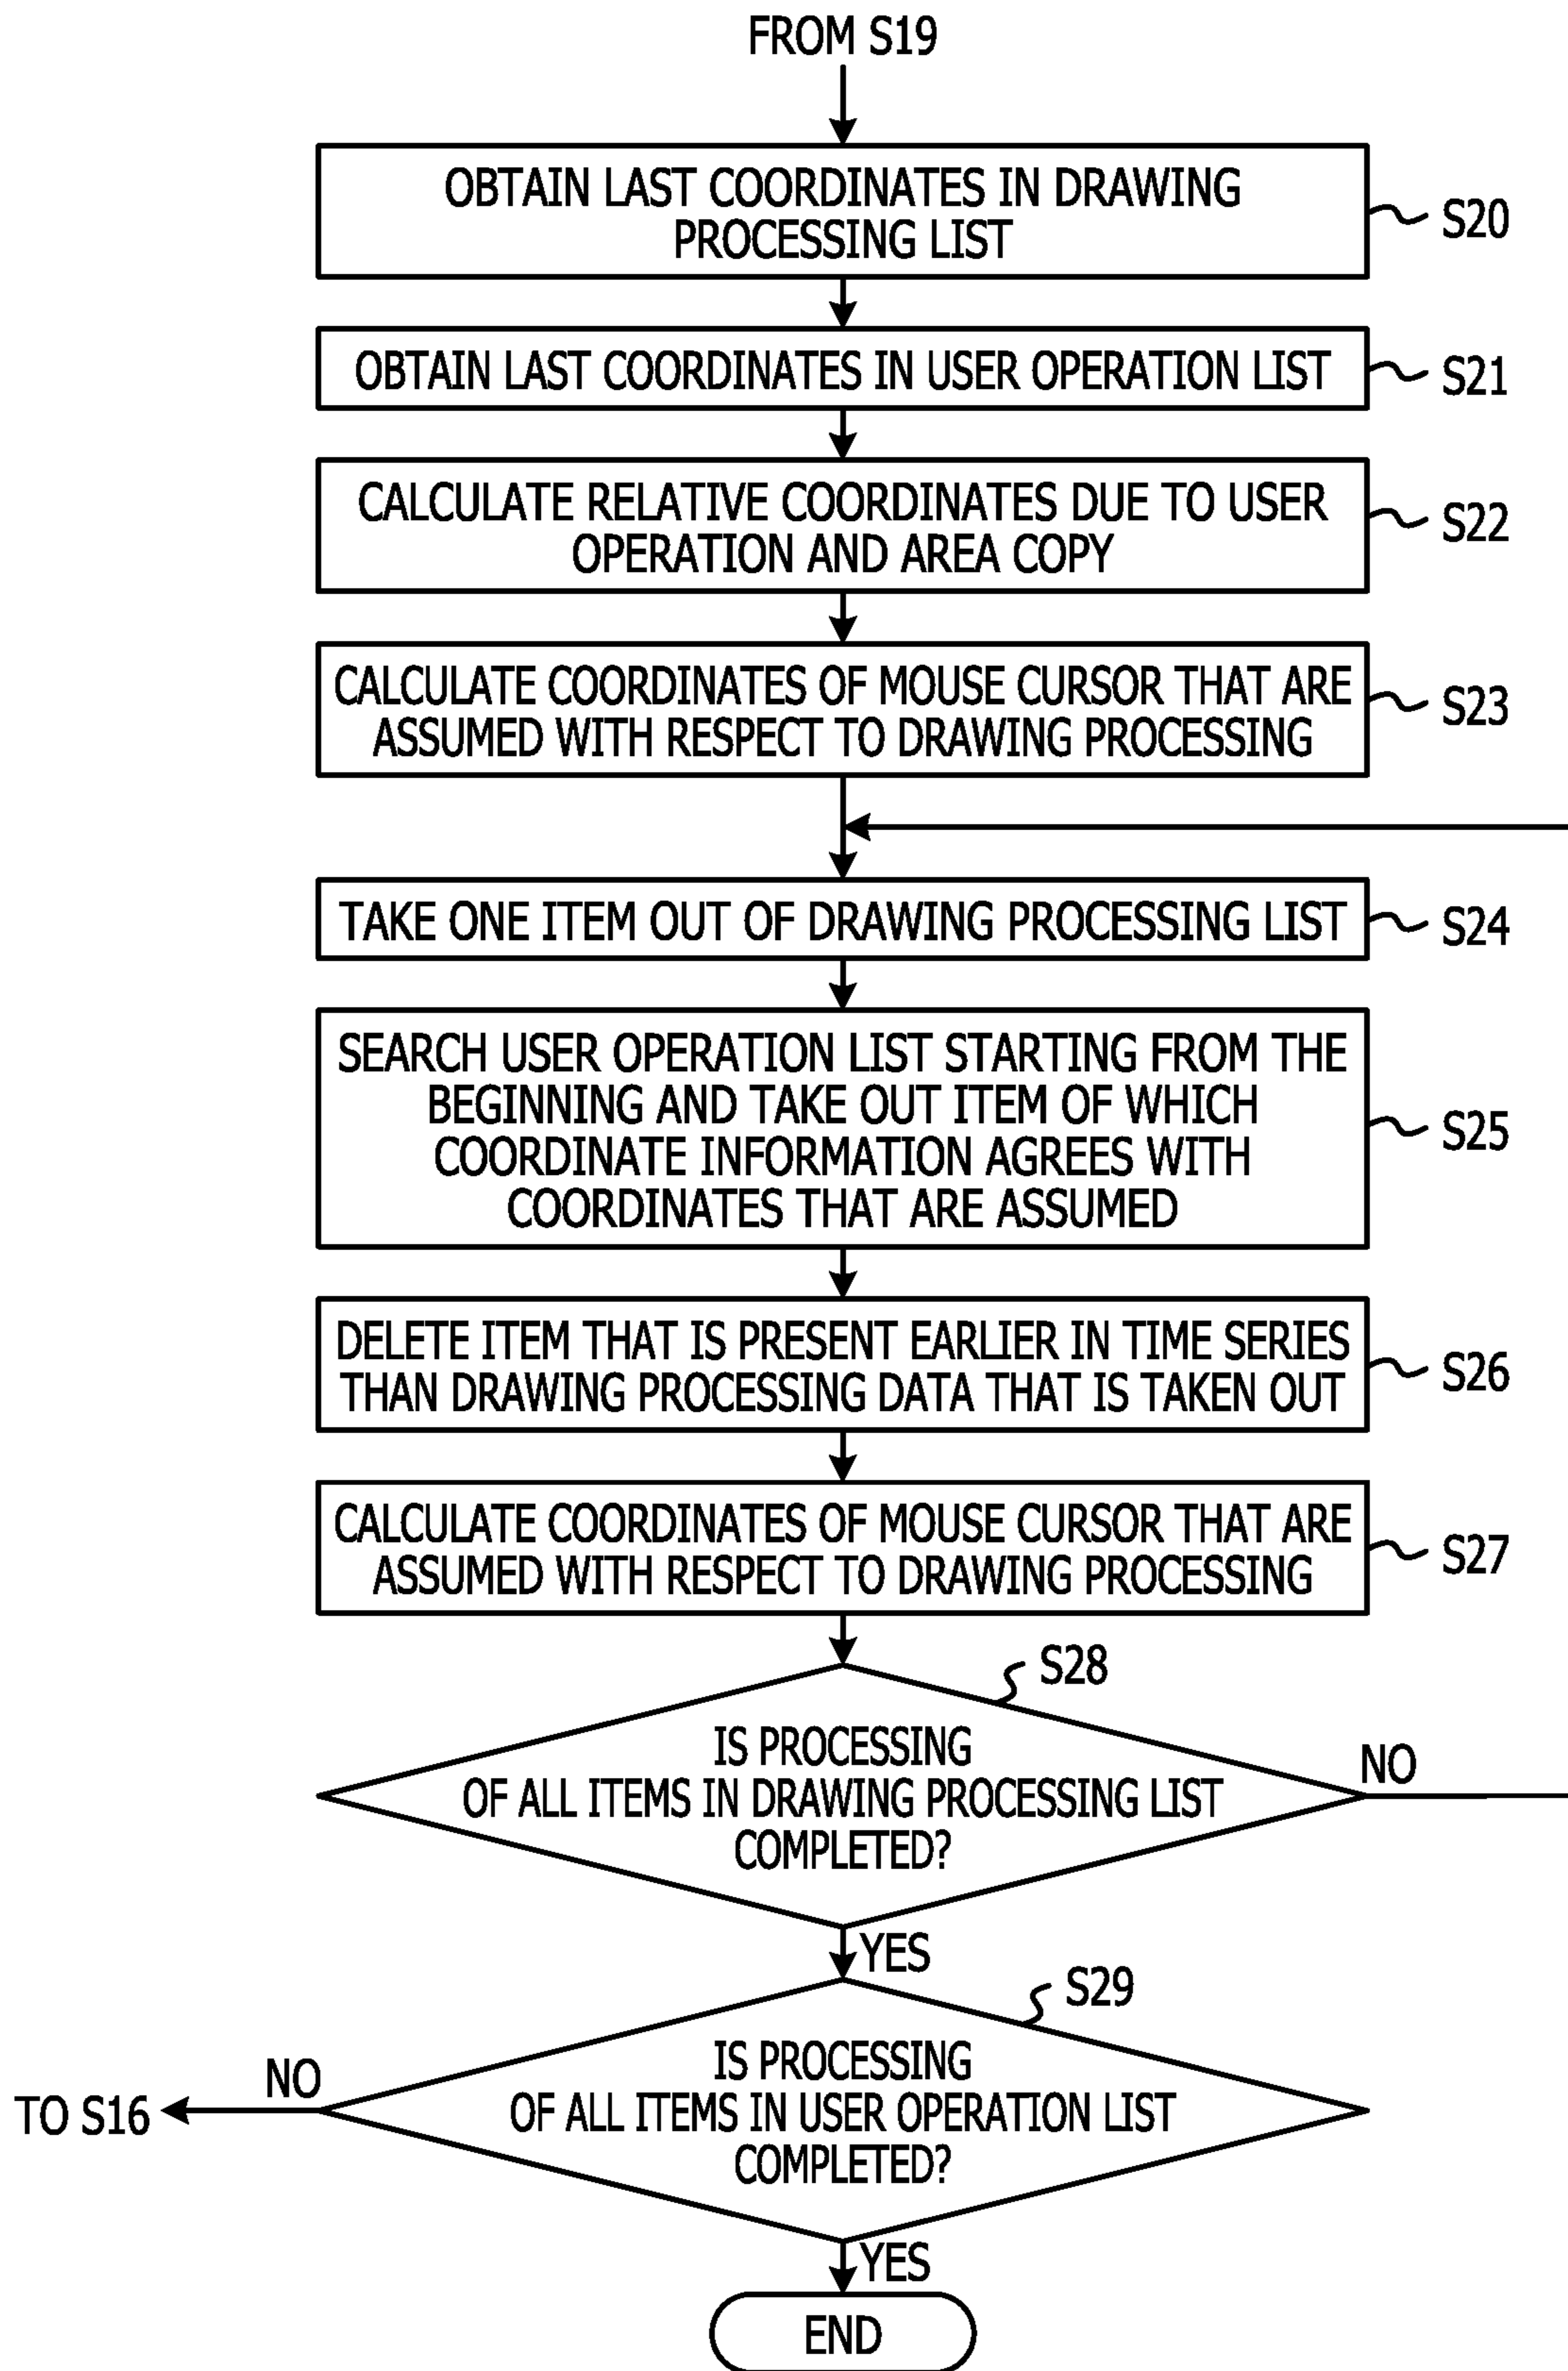 FROM S19
OBTAIN LAST COORDINATES IN DRAWING
PROCESSING LIST
S20
OBTAIN LAST COORDINATES IN USER OPERATION LIST
S21
CALCULATE RELATIVE COORDINATES DUE TO USER
OPERATION AND AREA COPY
S22
CALCULATE COORDINATES OF MOUSE CURSOR THAT ARE
ASSUMED WITH RESPECT TO DRAWING PROCESSING
S23
TAKE ONE ITEM OUT OF DRAWING PROCESSING LIST
S24
SEARCH USER OPERATION LIST STARTING FROM THE
BEGINNING AND TAKE OUT ITEM OF WHICH
COORDINATE INFORMATION AGREES WITH
COORDINATES THAT ARE ASSUMED
S25
DELETE ITEM THAT IS PRESENT EARLIER IN TIME SERIES
THAN DRAWING PROCESSING DATA THAT IS TAKEN OUT
S26
CALCULATE COORDINATES OF MOUSE CURSOR THAT ARE
ASSUMED WITH RESPECT TO DRAWING PROCESSING
S27
S28
IS PROCESSING
OF ALL ITEMS IN DRAWING PROCESSING LIST
COMPLETED?
NO
YES
S29
IS PROCESSING
OF ALL ITEMS IN USER OPERATION LIST
COMPLETED?
NO
TO S16
YES
END